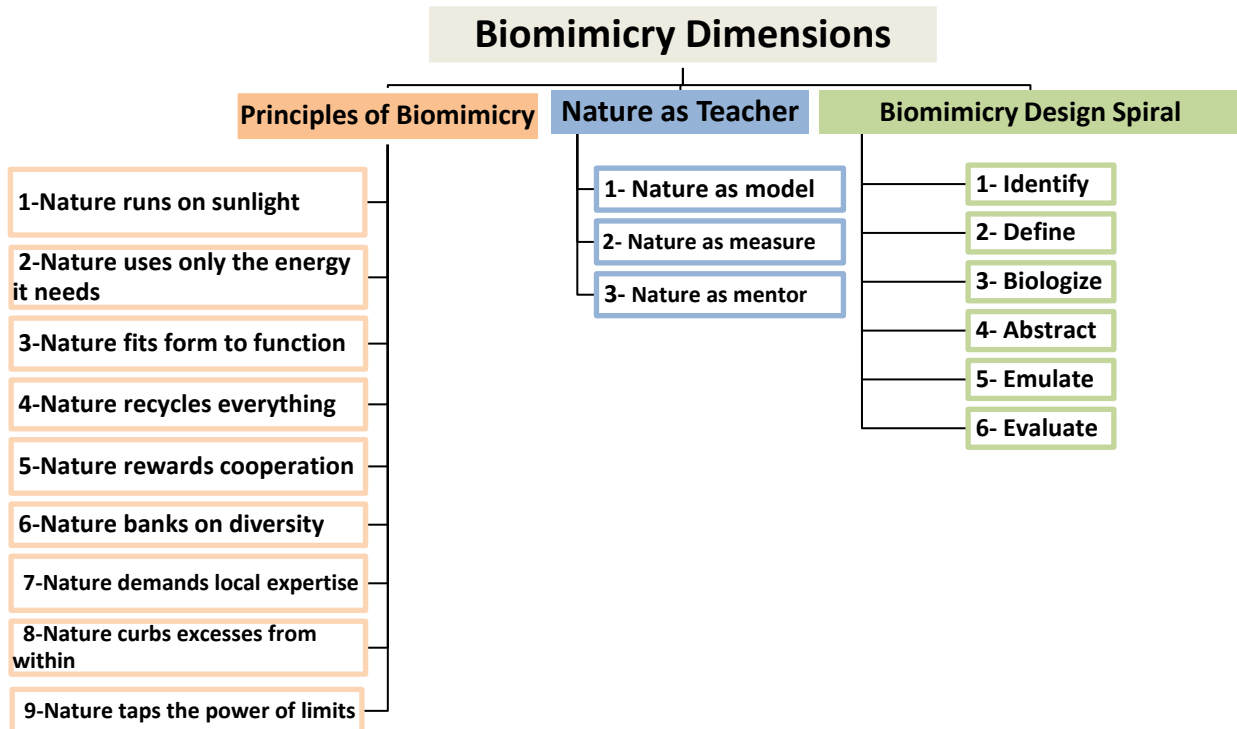 Biomimicry Dimensions
Principles of Biomimicry
1-Nature runs on sunlight
2-Nature uses only the energy
it needs
3-Nature fits form to function
4-Nature recycles everything
5-Nature rewards cooperation
6-Nature banks on diversity
7-Nature demands local expertise
8-Nature curbs excesses from
within
9-Nature taps the power of limits
Nature as Teacher
1- Nature as model
2- Nature as measure
3- Nature as mentor
Biomimicry Design Spiral
1- Identify
2- Define
3- Biologize
4- Abstract
5- Emulate
6- Evaluate